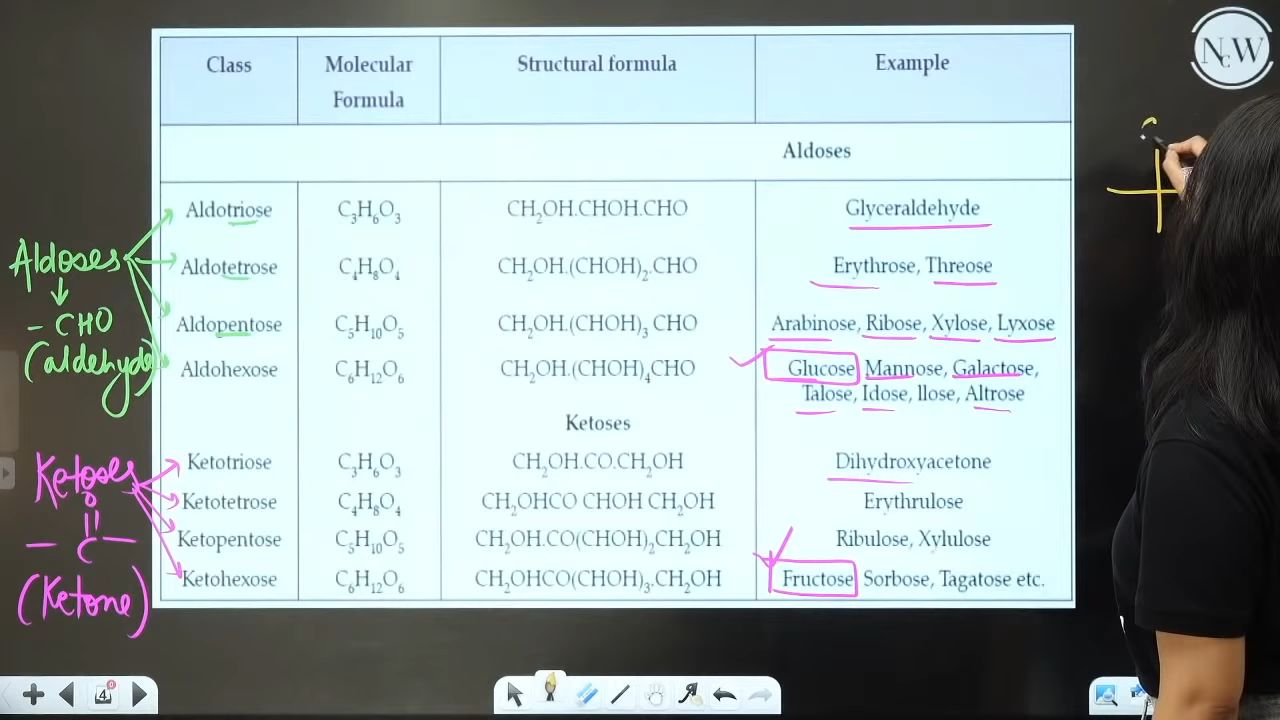 NcW
Class Molecular Formula Structural formula Example
Aldoses
Aldotriose C₃H₆O₃ CH₂OH.CHOH.CHO Glyceraldehyde
Aldotetrose C₄H₈O₄ CH₂OH.(CHOH)₂.CHO Erythrose, Threose
Aldopentose C₅H₁₀O₅ CH₂OH.(CHOH)₃ CHO Arabinose, Ribose, Xylose, Lyxose
Aldohexose C₆H₁₂O₆ CH₂OH.(CHOH)₄CHO Glucose Mannose, Galactose,
Talose, Idose, llose, Altrose
Ketoses
Ketotriose C₃H₆O₃ CH₂OH.CO.CH₂OH Dihydroxyacetone
Ketotetrose C₄H₈O₄ CH₂OHCO CHOH CH₂OH Erythrulose
Ketopentose C₅H₁₀O₅ CH₂OH.CO(CHOH)₂CH₂OH Ribulose, Xylulose
Ketohexose C₆H₁₂O₆ CH₂OHCO(CHOH)₃.CH₂OH Fructose Sorbose, Tagatose etc.
Aldoses
- CHO
(aldehyde)
Ketoses
O
- C -
(Ketone)
4
0